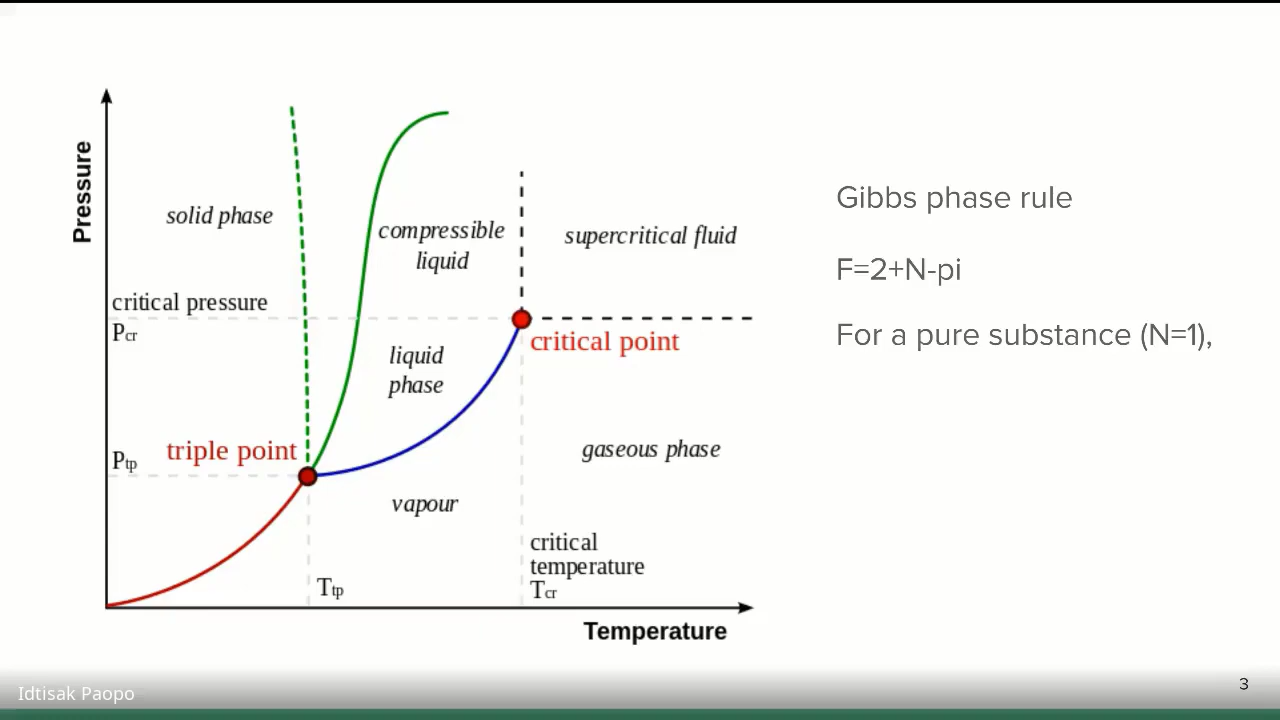 Pressure
solid phase
compressible
liquid
supercritical fluid
critical pressure
Pcr
critical point
liquid
phase
triple point
Ptp
gaseous phase
vapour
critical
temperature
Tcr
Ttp
Temperature
Gibbs phase rule
F=2+N-pi
For a pure substance (N=1),
Idtisak Paopo
3